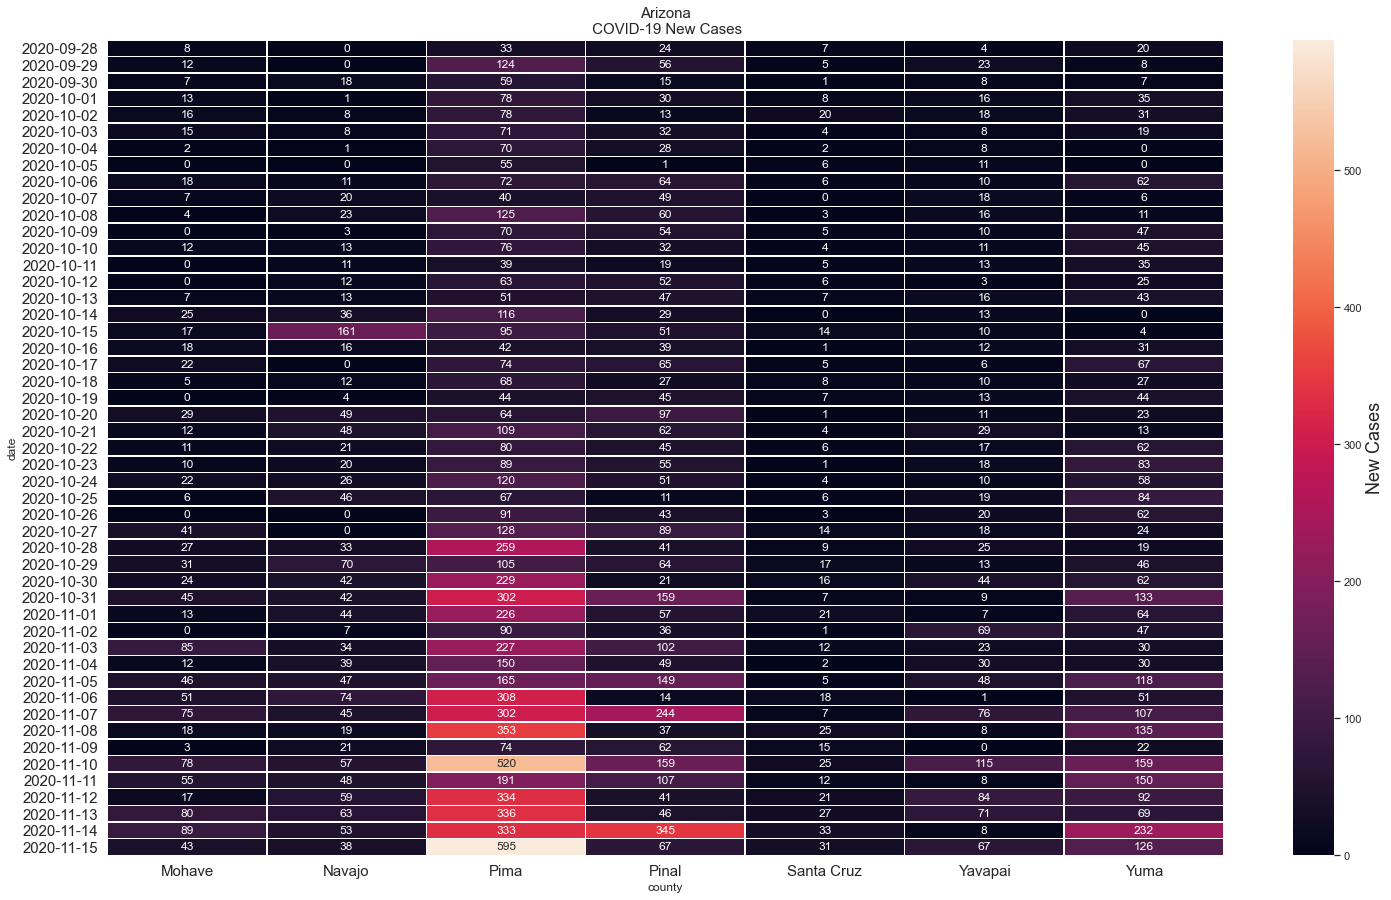 Arizona
COVID-19 New Cases
2020-09-28 8 0 33 24 7 4 20
2020-09-29 12 0 124 56 5 23 8
2020-09-30 7 18 59 15 1 8 7
2020-10-01 13 1 78 30 8 16 35
2020-10-02 16 8 78 13 20 18 31
2020-10-03 15 8 71 32 4 8 19
2020-10-04 2 1 70 28 2 8 0
2020-10-05 0 0 55 1 6 11 0
2020-10-06 18 11 72 64 6 10 62
2020-10-07 7 20 40 49 0 18 6
2020-10-08 4 23 125 60 3 16 11
2020-10-09 0 3 70 54 5 10 47
2020-10-10 12 13 76 32 4 11 45
2020-10-11 0 11 39 19 5 13 35
2020-10-12 0 12 63 52 6 3 25
2020-10-13 7 13 51 47 7 16 43
2020-10-14 25 36 116 29 0 13 0
2020-10-15 17 161 95 51 14 10 4
2020-10-16 18 16 42 39 1 12 31
2020-10-17 22 0 74 65 5 6 67
2020-10-18 5 12 68 27 8 10 27
2020-10-19 0 4 44 45 7 13 44
2020-10-20 29 49 64 97 1 11 23
2020-10-21 12 48 109 62 4 29 13
2020-10-22 11 21 80 45 6 17 62
2020-10-23 10 20 89 55 1 18 83
2020-10-24 22 26 120 51 4 10 58
2020-10-25 6 46 67 11 6 19 84
2020-10-26 0 0 91 43 3 20 62
2020-10-27 41 0 128 89 14 18 24
2020-10-28 27 33 259 41 9 25 19
2020-10-29 31 70 105 64 17 13 46
2020-10-30 24 42 229 21 16 44 62
2020-10-31 45 42 302 159 7 9 133
2020-11-01 13 44 226 57 21 7 64
2020-11-02 0 7 90 36 1 69 47
2020-11-03 85 34 227 102 12 23 30
2020-11-04 12 39 150 49 2 30 30
2020-11-05 46 47 165 149 5 48 118
2020-11-06 51 74 308 14 18 1 51
2020-11-07 75 45 302 244 7 76 107
2020-11-08 18 19 353 37 25 8 135
2020-11-09 3 21 74 62 15 0 22
2020-11-10 78 57 520 159 25 115 159
2020-11-11 55 48 191 107 12 8 150
2020-11-12 17 59 334 41 21 84 92
2020-11-13 80 63 336 46 27 71 69
2020-11-14 89 53 333 345 33 8 232
2020-11-15 43 38 595 67 31 67 126
Mohave Navajo Pima Pinal Santa Cruz Yavapai Yuma
county
date
500
400
300
200
100
0
New Cases